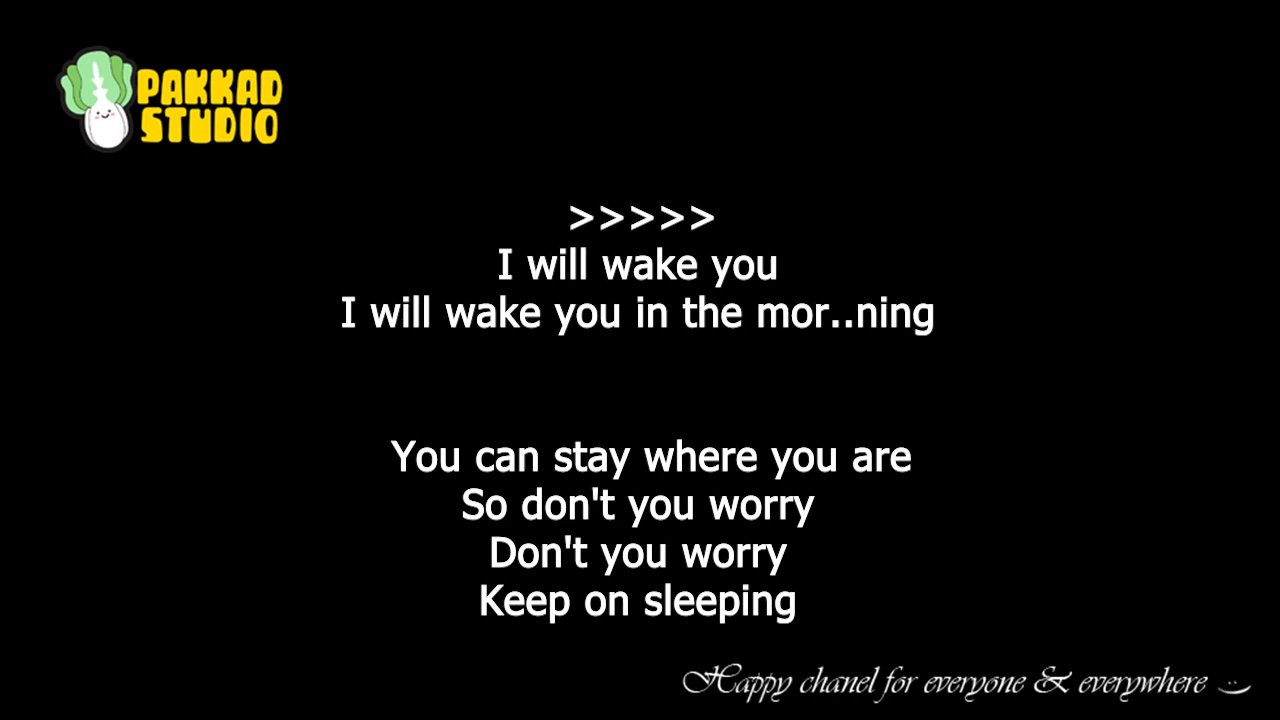 PAKKAD
STUDIO
>>>>>
I will wake you
I will wake you in the mor..ning
You can stay where you are
So don't you worry
Don't you worry
Keep on sleeping
Happy chanel for everyone & everywhere :)